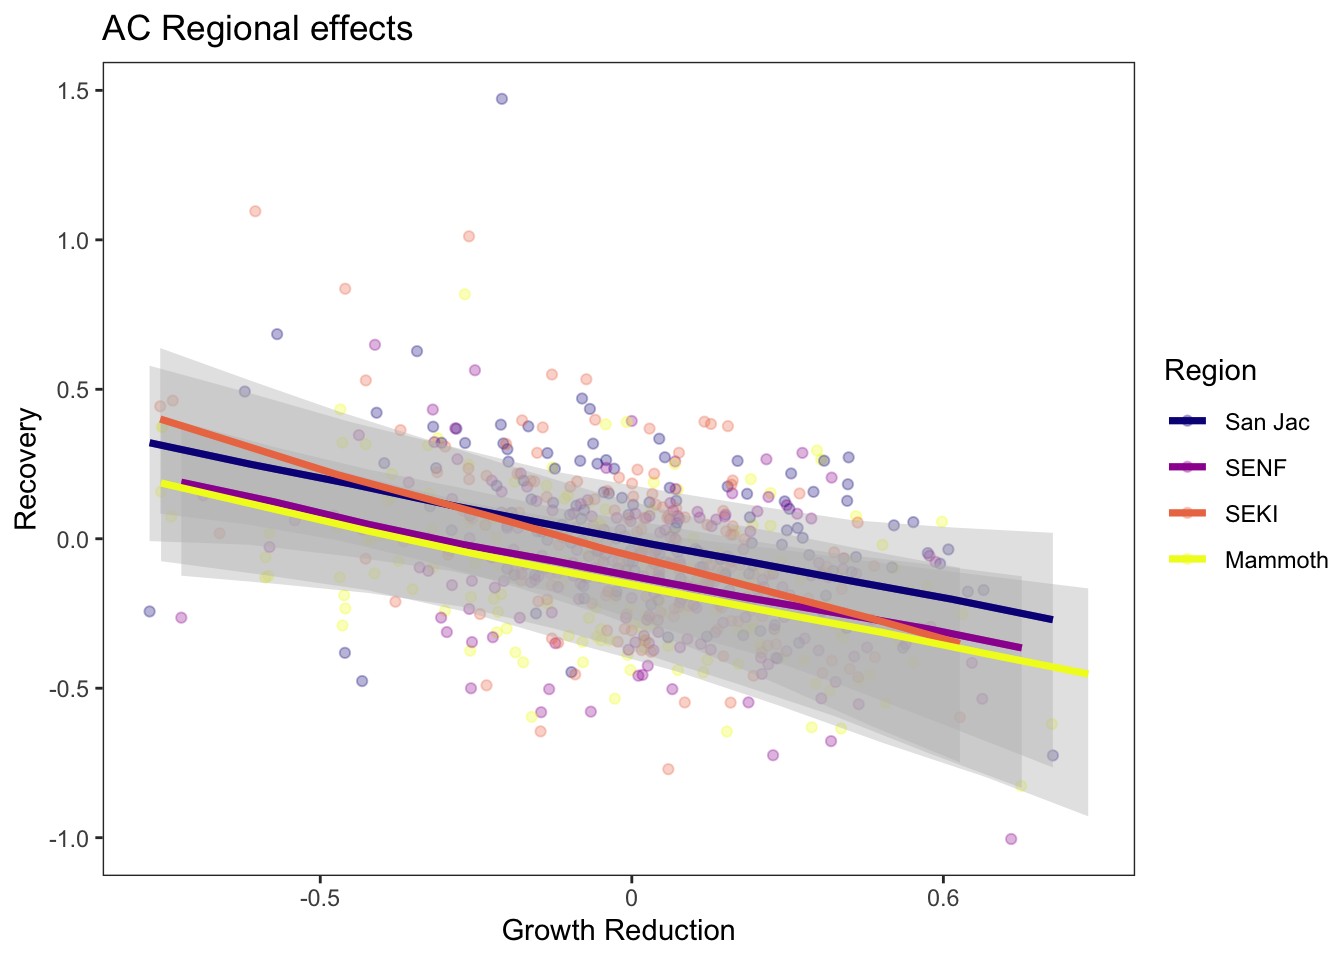 AC Regional effects
1.5
1.0
0.5
0.0
-0.5
-1.0
Recovery
-0.5
0
0.6
Growth Reduction
Region
San Jac
SENF
SEKI
Mammoth